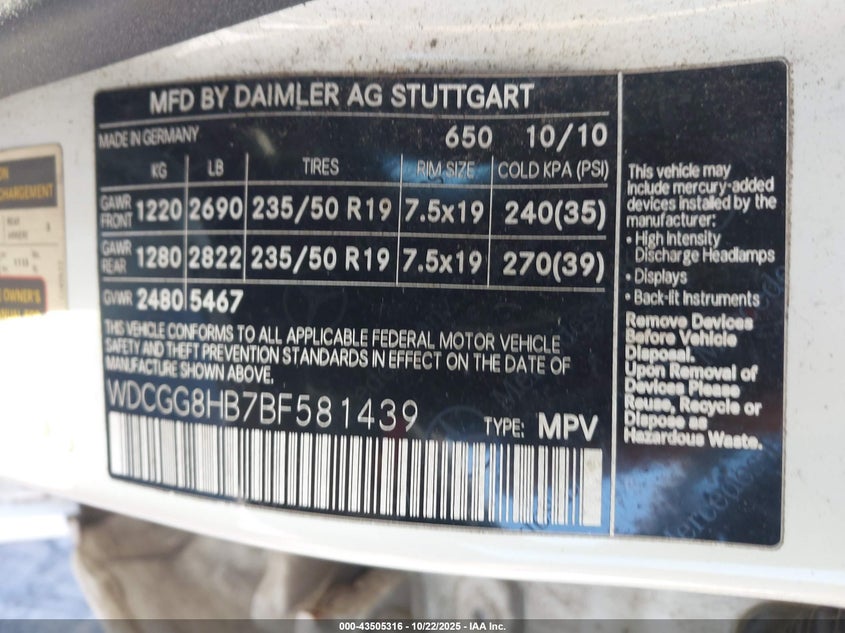 MFD BY DAIMLER AG STUTTGART
MADE IN GERMANY 650 10/10
KG LB TIRES RIM SIZE COLD KPA (PSI)
GAWR FRONT 1220 2690 235/50 R19 7.5x19 240(35)
GAWR REAR 1280 2822 235/50 R19 7.5x19 270(39)
GVWR 2480 5467
THIS VEHICLE CONFORMS TO ALL APPLICABLE FEDERAL MOTOR VEHICLE
SAFETY AND THEFT PREVENTION STANDARDS IN EFFECT ON THE DATE OF
MANUFACTURE SHOWN ABOVE.
WDCGG8HB7BF581439 TYPE: MPV
This vehicle may
Include mercury-added
devices installed by the
manufacturer:
• High Intensity
Discharge Headlamps
• Displays
• Back-lit Instruments
Remove Devices
Before Vehicle
Disposal.
Upon Removal of
Devices Please
Reuse, Recycle or
Dispose as
Hazardous Waste.
000-43505316 - 10/22/2025 - IAA Inc.